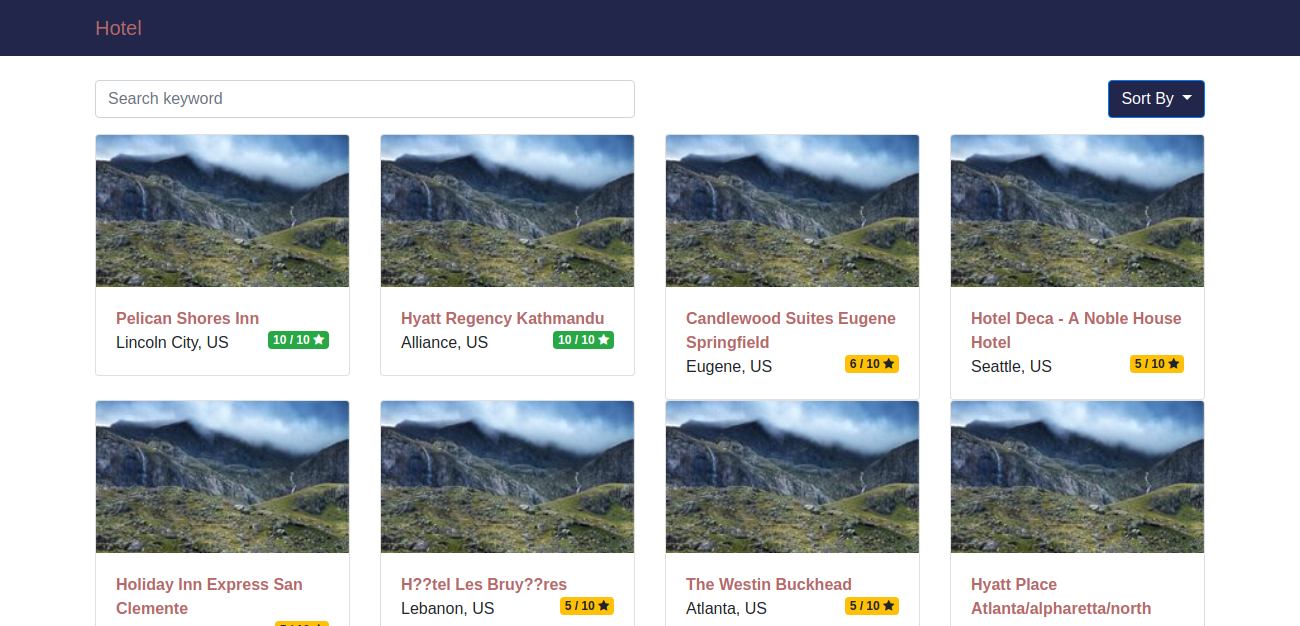 Hotel
Search keyword
Sort By
Pelican Shores Inn
Lincoln City, US
10 / 10
Hyatt Regency Kathmandu
Alliance, US
10 / 10
Candlewood Suites Eugene
Springfield
Eugene, US
6 / 10
Hotel Deca - A Noble House
Hotel
Seattle, US
5 / 10
Holiday Inn Express San
Clemente
H??tel Les Bruy??res
Lebanon, US
5 / 10
The Westin Buckhead
Atlanta, US
5 / 10
Hyatt Place
Atlanta/alpharetta/north